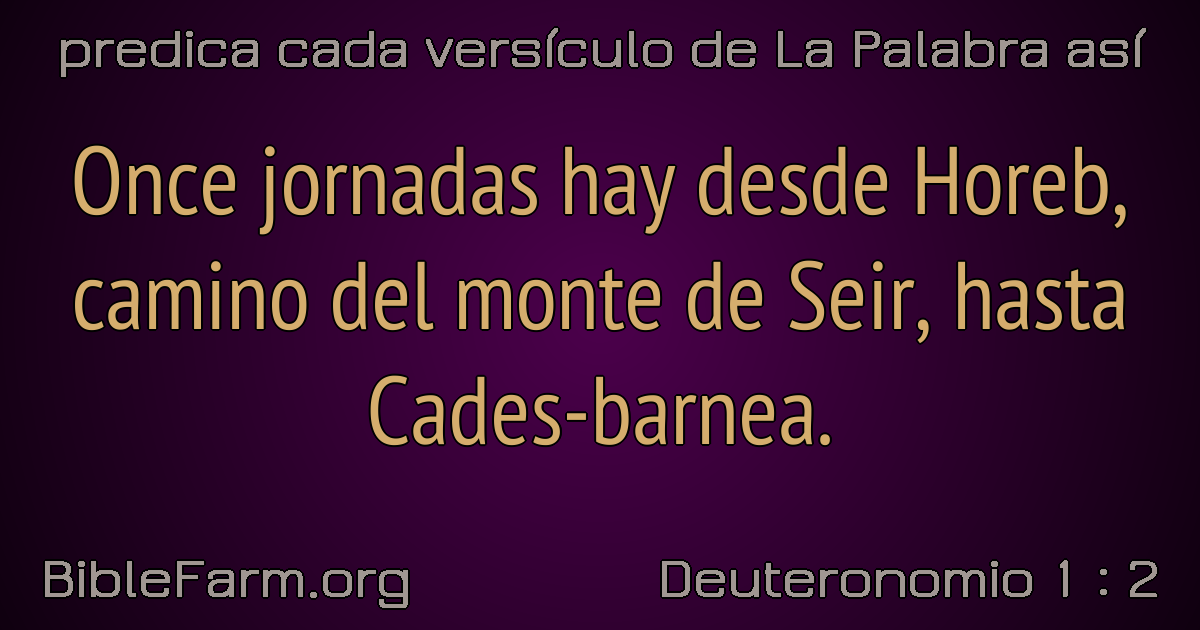 predica cada versículo de La Palabra así
Once jornadas hay desde Horeb,
camino del monte de Seir, hasta
Cades-barnea.
BibleFarm.org
Deuteronomio 1 : 2